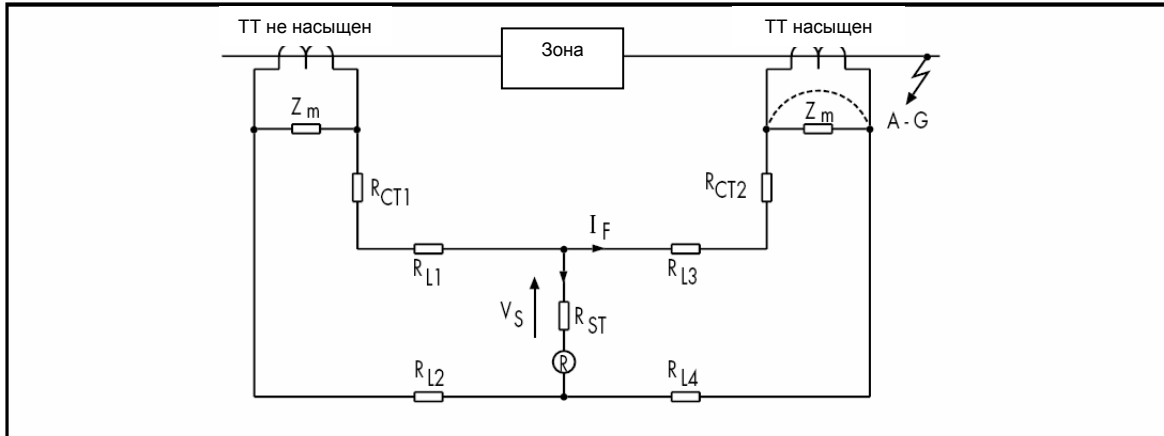 ТТ не насыщен
ТТ насыщен
Зона
Z m
Z m
A - G
R CT1
R CT2
I F
R L1
R L3
V S
R ST
R
R L2
R L4